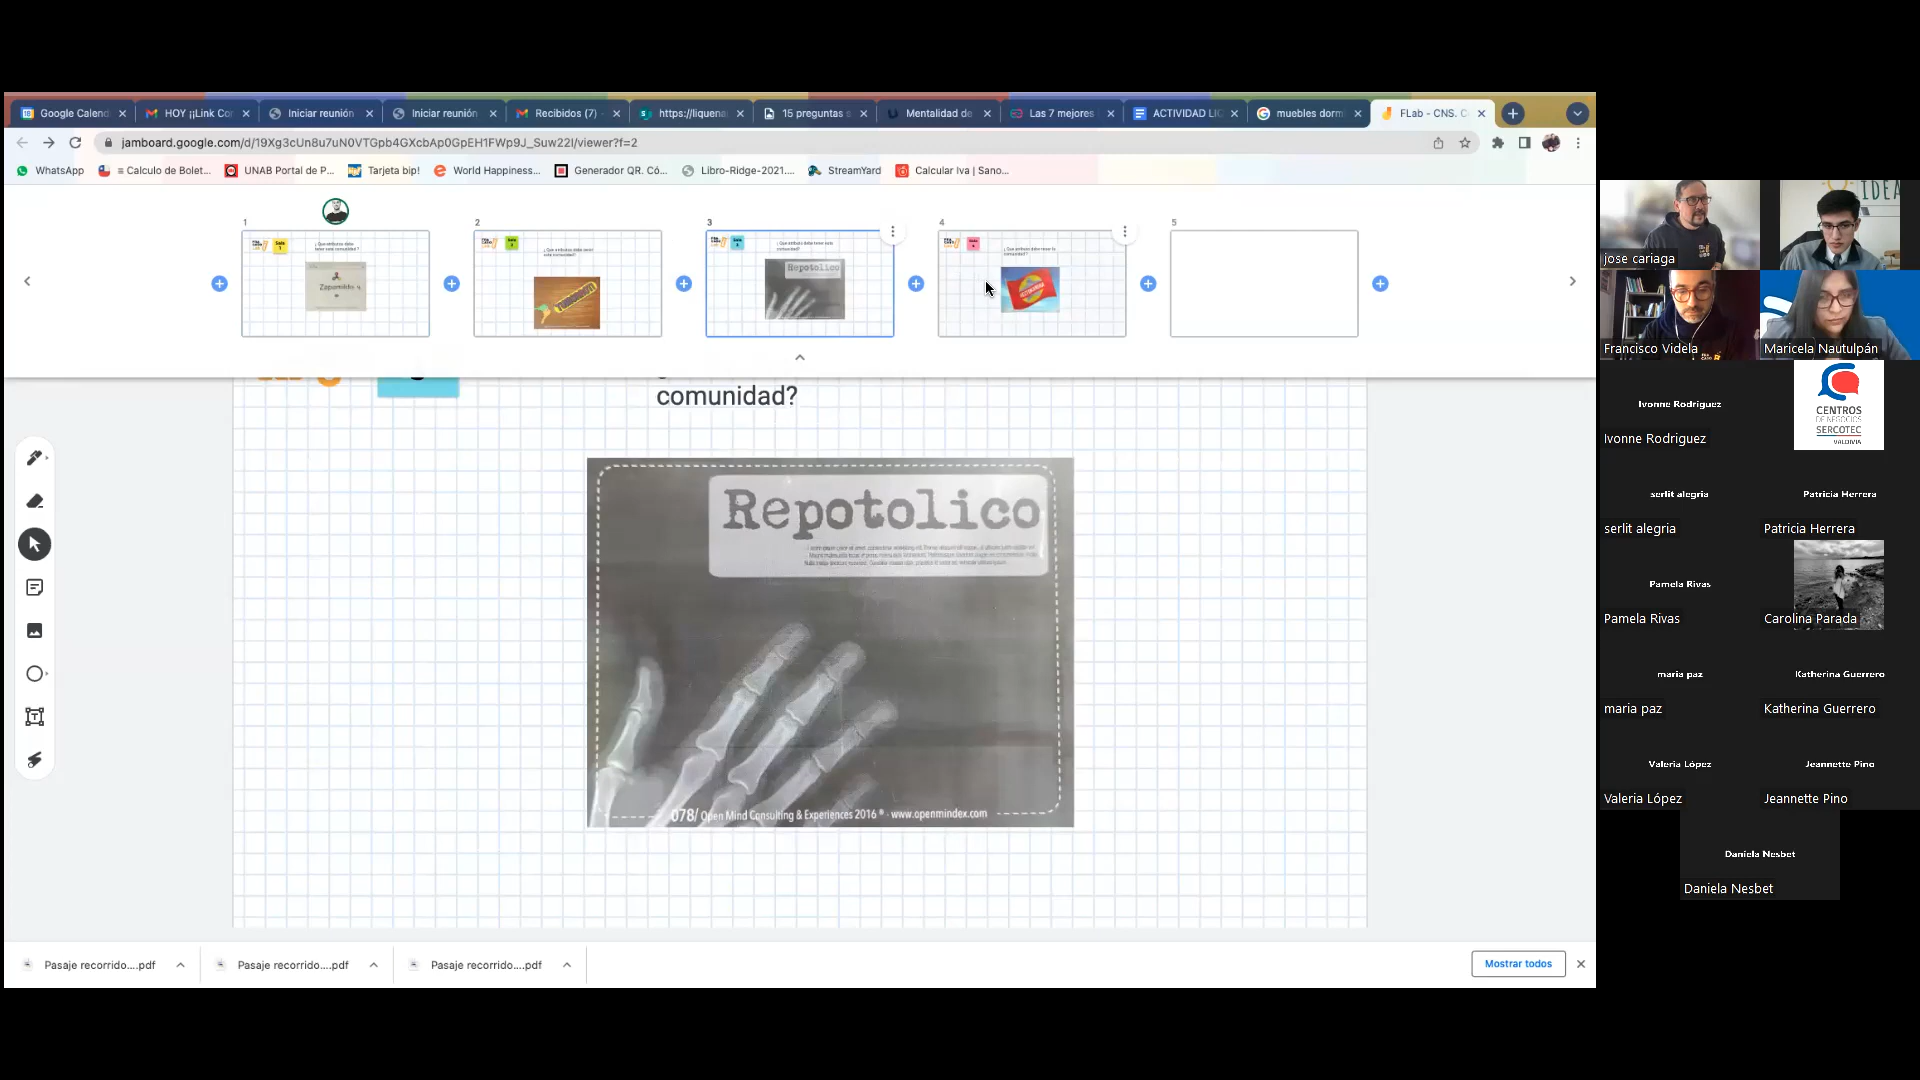 Google Calend
HOY ¡¡Link Cor
Iniciar reunión
Iniciar reunión
Recibidos (7)
https://liquena
15 preguntas s
Mentalidad de
Las 7 mejores
ACTIVIDAD LIC
muebles dorm
FLab - CNS. C
jamboard.google.com/d/19Xg3cUn8u7uN0VTGpb4GXcbAp0GpEH1FWp9J_Suw22I/viewer?f=2
WhatsApp
= Calculo de Bolet...
UNAB Portal de P...
Tarjeta bip!
World Happiness...
Generador QR. Có...
Libro-Ridge-2021....
StreamYard
Calcular Iva | Sano...
1
2
3
4
5
Repotolico
comunidad?
Repotolico
078/ Open Mind Consulting & Experiences 2016 ® - www.openmindex.com
Pasaje recorrido....pdf
Pasaje recorrido....pdf
Pasaje recorrido....pdf
Mostrar todos
IDEA
jose cariaga
Francisco Videla
Maricela Nautulpán
Ivonne Rodriguez
Ivonne Rodriguez
CENTROS
DE NEGOCIOS
SERCOTEC
VALDIVIA
serlit alegria
serlit alegria
Patricia Herrera
Patricia Herrera
Pamela Rivas
Pamela Rivas
Carolina Parada
maria paz
maria paz
Katherina Guerrero
Katherina Guerrero
Valeria López
Valeria López
Jeannette Pino
Jeannette Pino
Daniela Nesbet
Daniela Nesbet